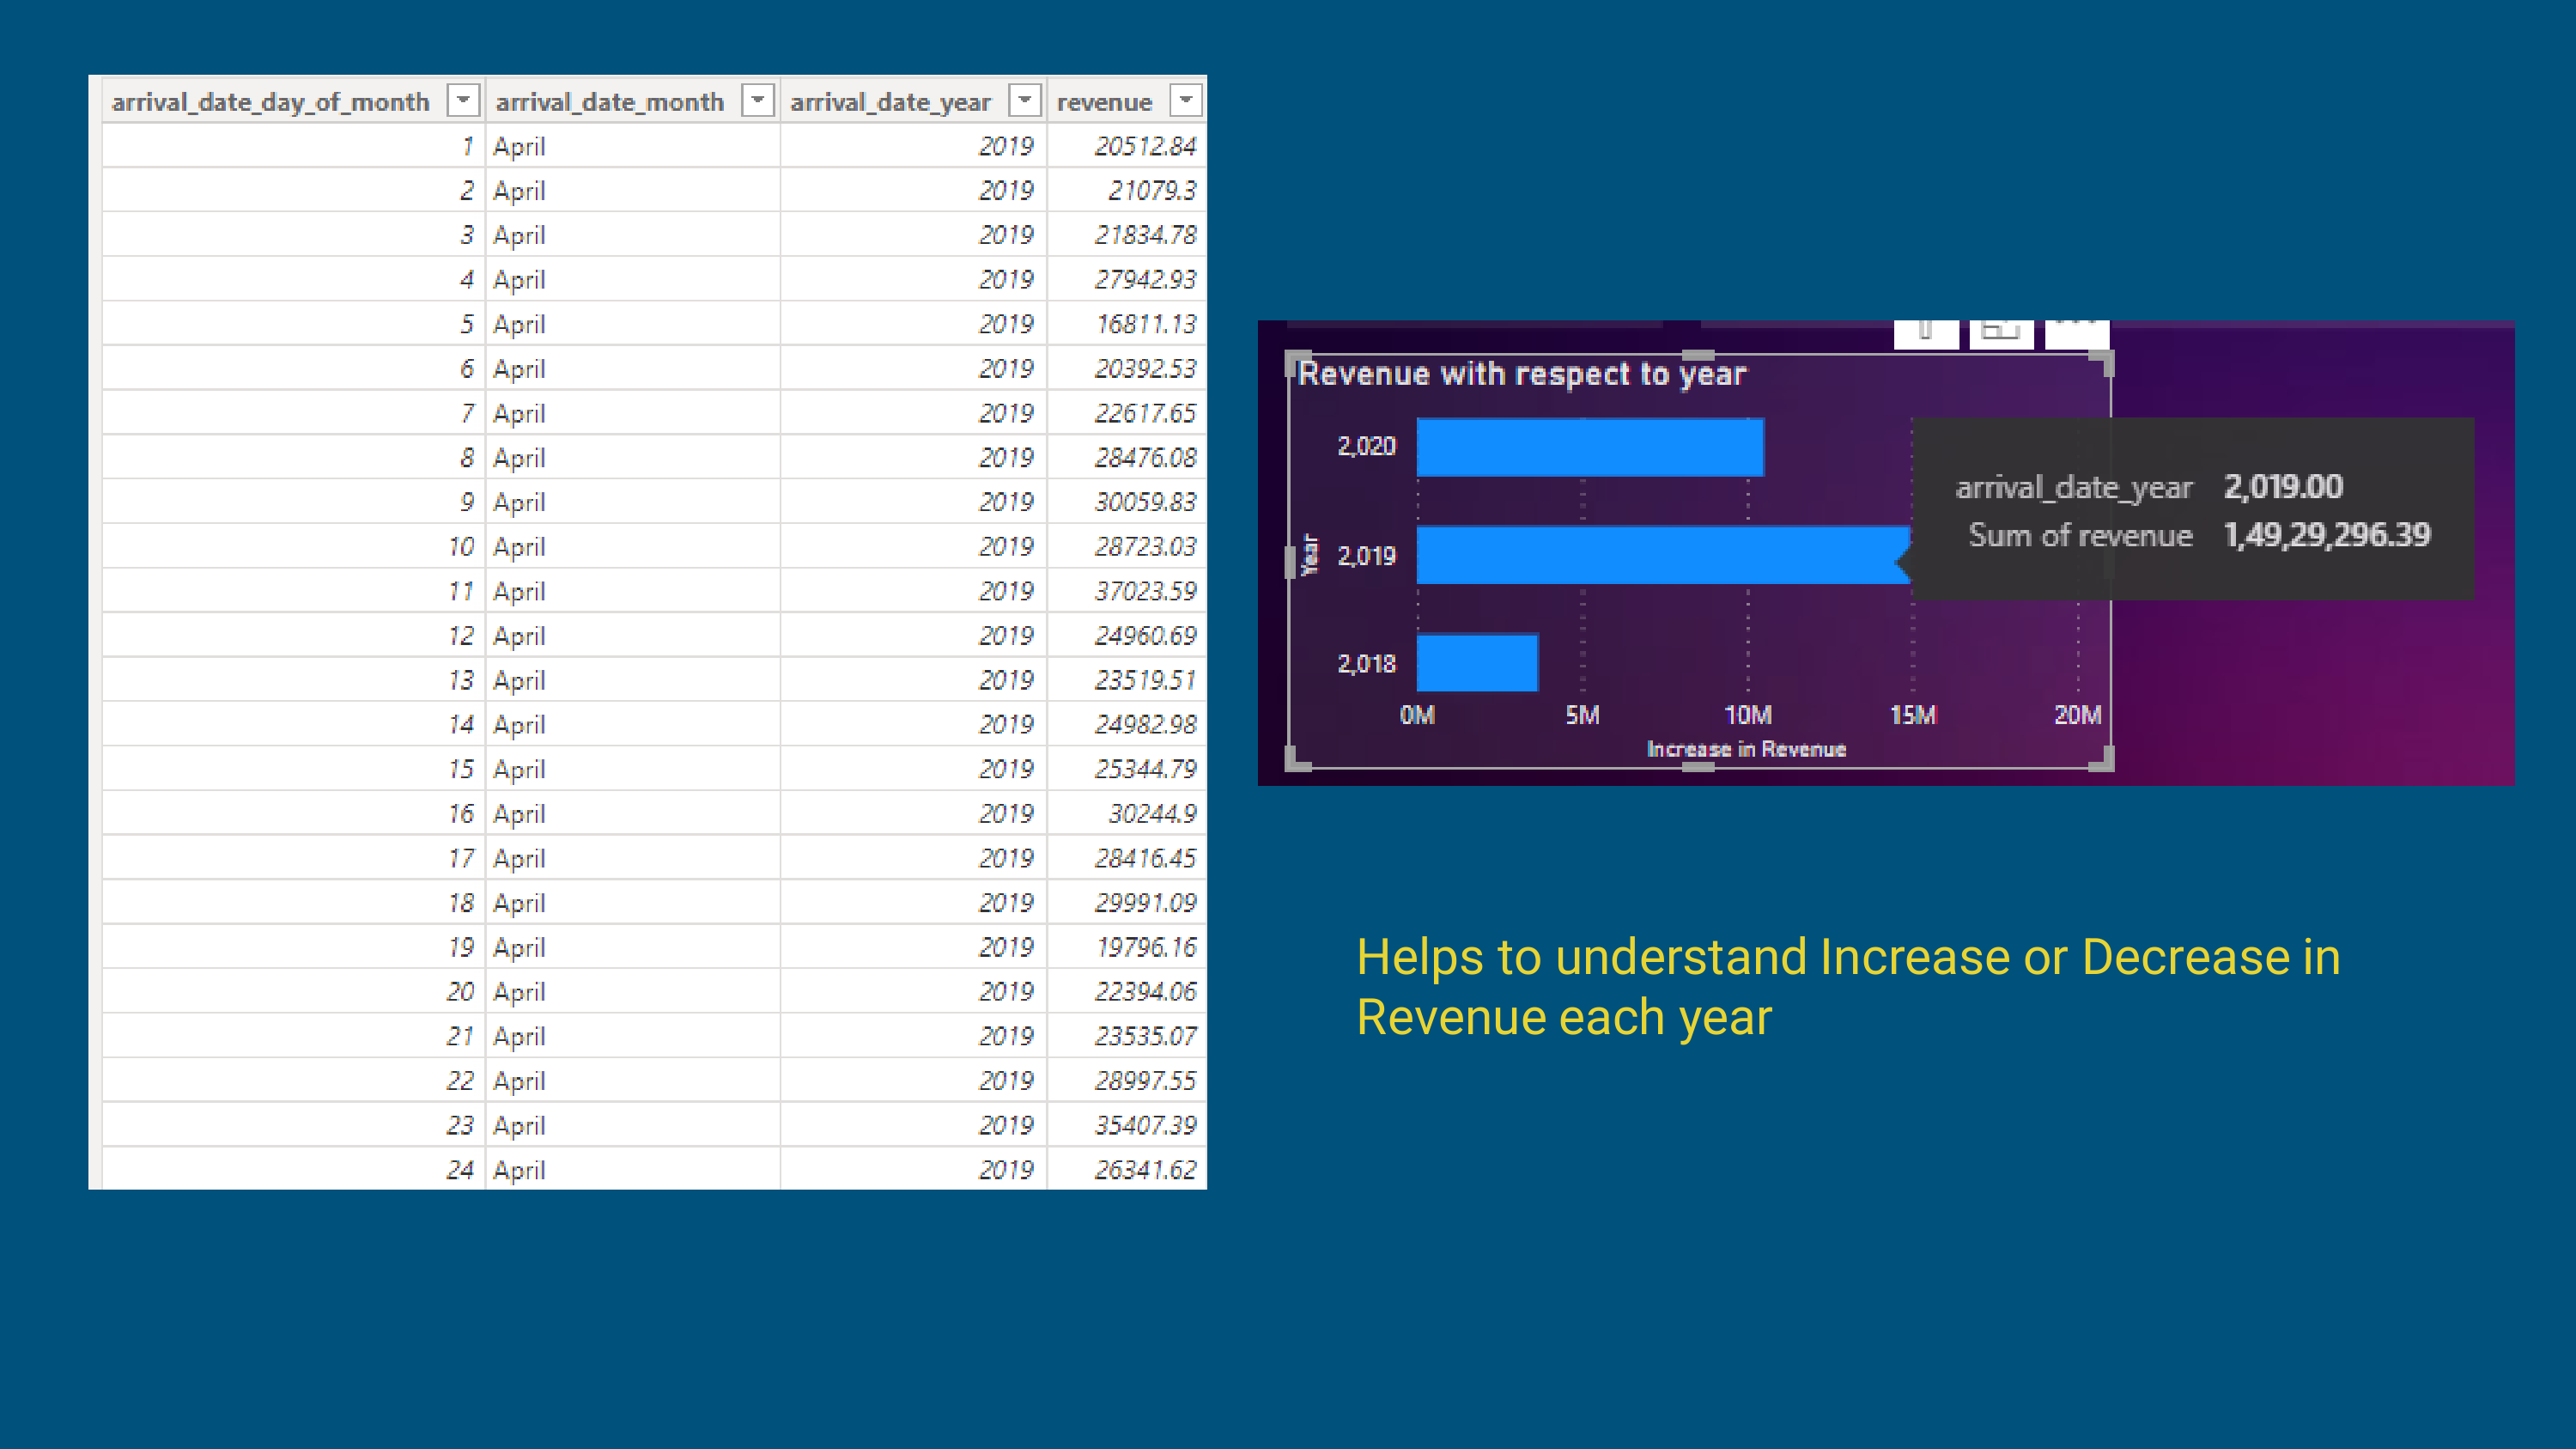 arrival_date_day_of_month arrival_date_month arrival_date_year revenue
1 April 2019 20512.84
2 April 2019 21079.3
3 April 2019 21834.78
4 April 2019 27942.93
5 April 2019 16811.13
6 April 2019 20392.53
7 April 2019 22617.65
8 April 2019 28476.08
9 April 2019 30059.83
10 April 2019 28723.03
11 April 2019 37023.59
12 April 2019 24960.69
13 April 2019 23519.51
14 April 2019 24982.98
15 April 2019 25344.79
16 April 2019 30244.9
17 April 2019 28416.45
18 April 2019 29991.09
19 April 2019 19796.16
20 April 2019 22394.06
21 April 2019 23535.07
22 April 2019 28997.55
23 April 2019 35407.39
24 April 2019 26341.62
Revenue with respect to year
2,020
2,019
2,018
Year
0M 5M 10M 15M 20M
Increase in Revenue
arrival_date_year 2,019.00
Sum of revenue 1,49,29,296.39
Helps to understand Increase or Decrease in
Revenue each year